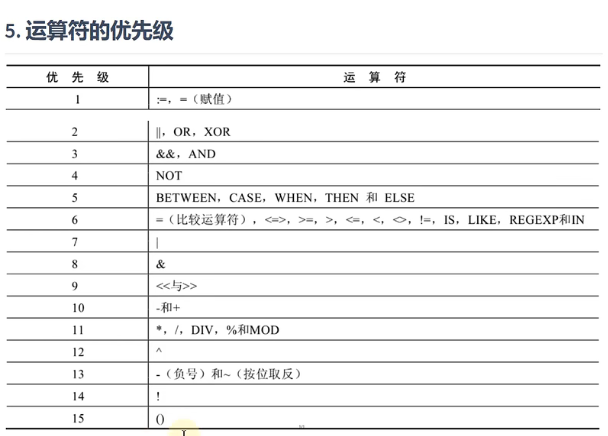 5. 运算符的优先级
优 先 级 运 算 符
1 :=，=（赋值）
2 ||，OR，XOR
3 &&，AND
4 NOT
5 BETWEEN，CASE，WHEN，THEN 和 ELSE
6 =（比较运算符），<=>，>=，>，<=，<，<>，!=，IS，LIKE，REGEXP和IN
7 |
8 &
9 <<与>>
10 -和+
11 *，/，DIV，%和MOD
12 ^
13 -（负号）和~（按位取反）
14 !
15 ()